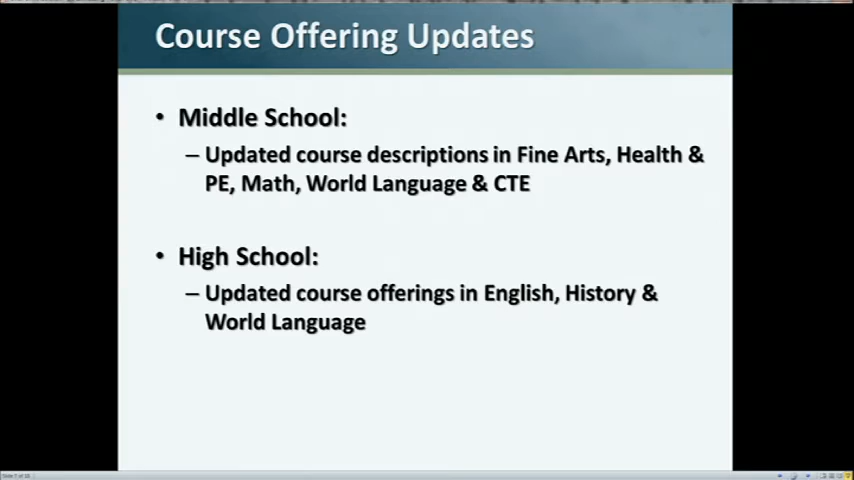 Course Offering Updates
• Middle School:
– Updated course descriptions in Fine Arts, Health &
PE, Math, World Language & CTE
• High School:
– Updated course offerings in English, History &
World Language